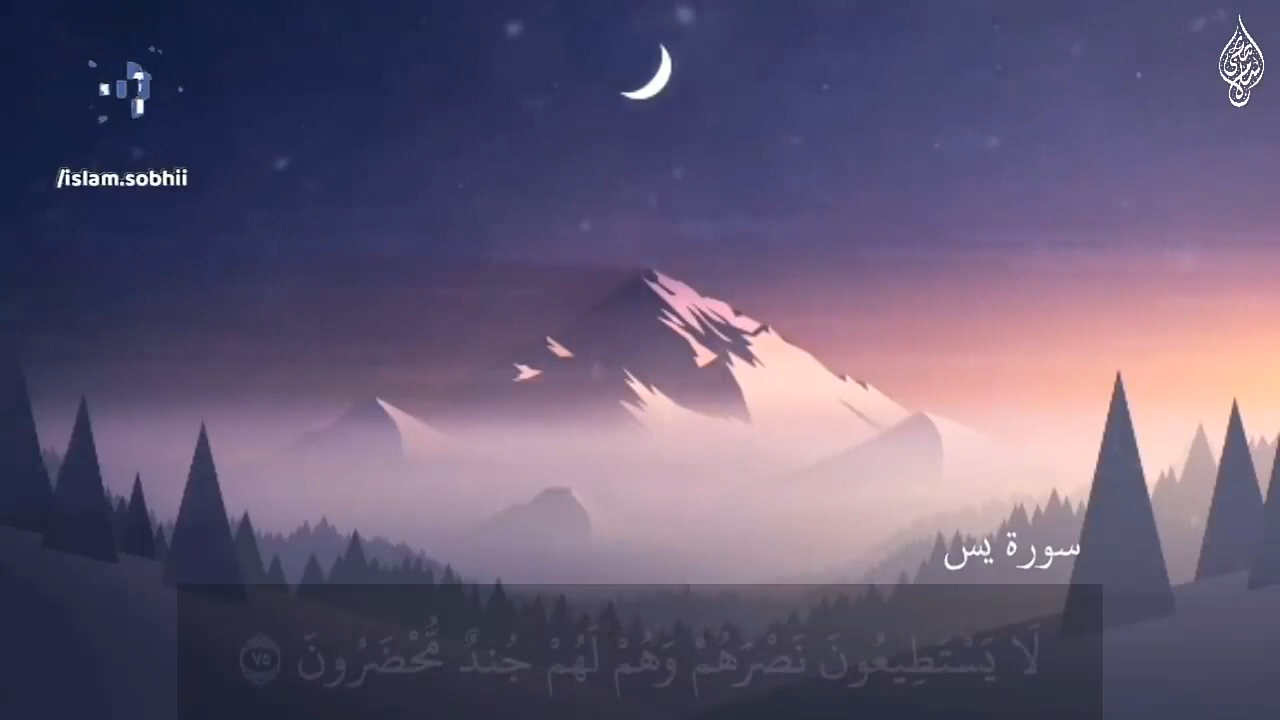 /islam.sobhii
سورة يس
لَا يَسْتَطِيعُونَ نَصْرَهُمْ وَهُمْ لَهُمْ جُندٌ مُّحْضَرُونَ ٧٥